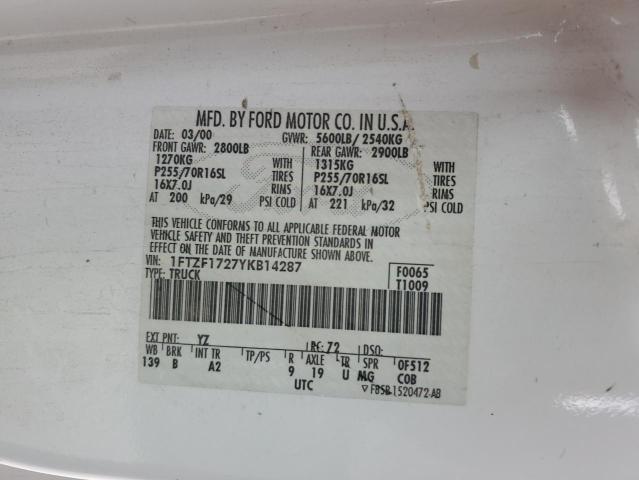 MFD. BY FORD MOTOR CO. IN U.S.A.
03/00 GVWR: 5600LB/ 2540KG
FRONT GAWR: 2800LB REAR GAWR: 2900LB
1270KG WITH 1315KG WITH
P255/70R16SL TIRES P255/70R16SL TIRES
16X7.0J RIMS 16X7.0J RIMS
AT 200 kPa/29 PSI COLD AT 221 kPa/32 PSI COLD
THIS VEHICLE CONFORMS TO ALL APPLICABLE FEDERAL MOTOR
VEHICLE SAFETY AND THEFT PREVENTION STANDARDS IN
EFFECT ON THE DATE OF MANUFACTURE SHOWN ABOVE.
VIN: 1FTZF1727YKB14287 F0065
TYPE: TRUCK T1009
EXT PNT: YZ RC: 72 DSO:
WB BRK INT TR TP/PS R AXLE TR SPR 0F512
139 B A2 9 19 U MG COB
UTC ▽ F8SB-1520472-AB